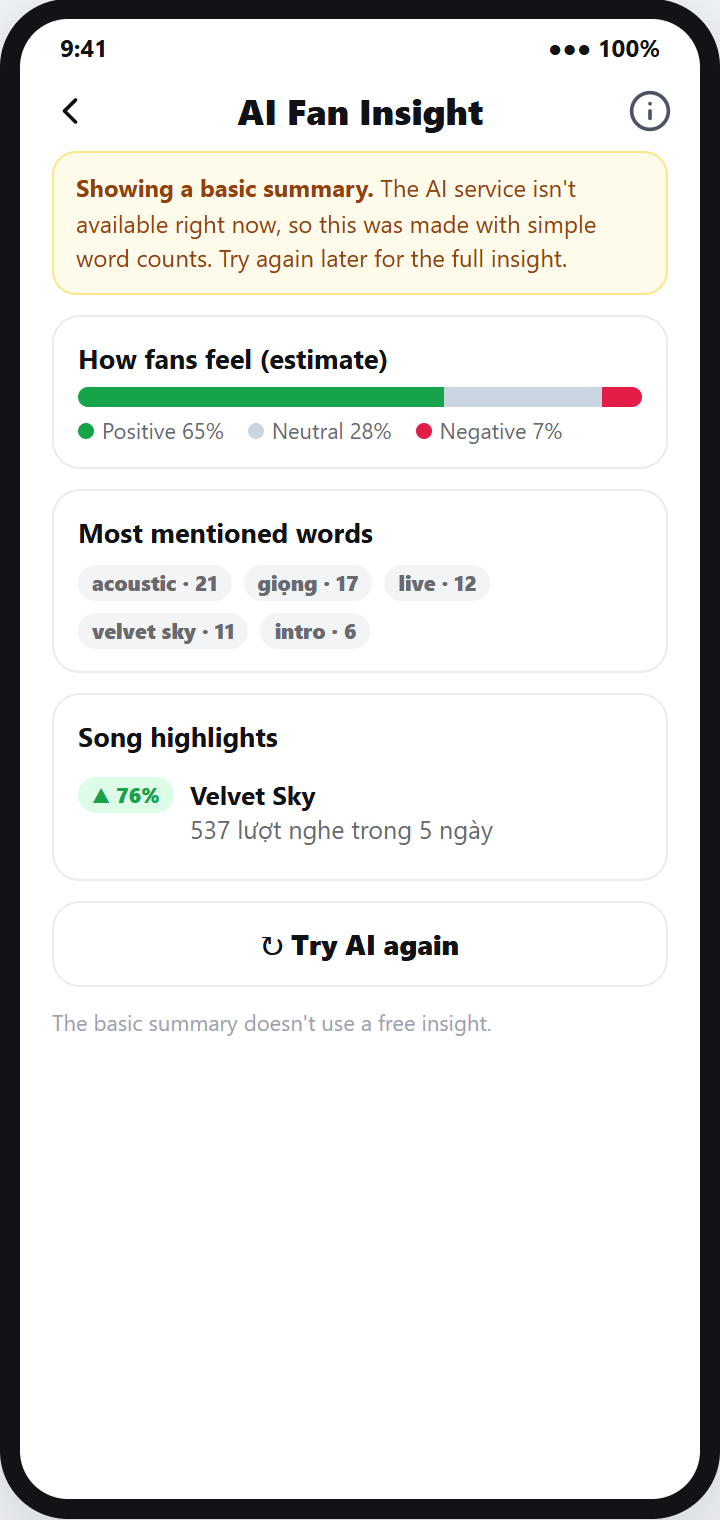 9:41
●●● 100%
AI Fan Insight
Showing a basic summary. The AI service isn't
available right now, so this was made with simple
word counts. Try again later for the full insight.
How fans feel (estimate)
Positive 65% Neutral 28% Negative 7%
Most mentioned words
acoustic · 21 giọng · 17 live · 12
velvet sky · 11 intro · 6
Song highlights
▲ 76% Velvet Sky
537 lượt nghe trong 5 ngày
↻ Try AI again
The basic summary doesn't use a free insight.